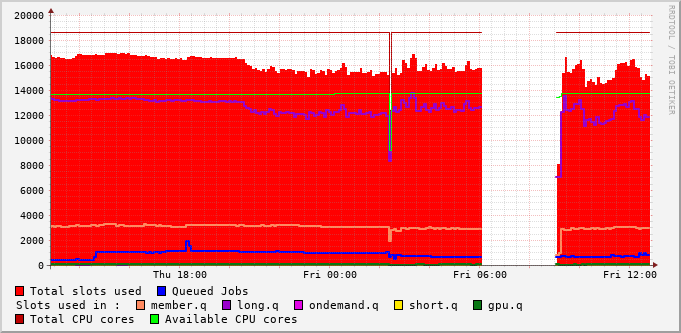 20000
18000
16000
14000
12000
10000
8000
6000
4000
2000
0
Thu 18:00 Fri 00:00 Fri 06:00 Fri 12:00
RRDTOOL / TOBI OETIKER
Total slots used Queued Jobs
Slots used in : member.q long.q ondemand.q short.q gpu.q
Total CPU cores Available CPU cores